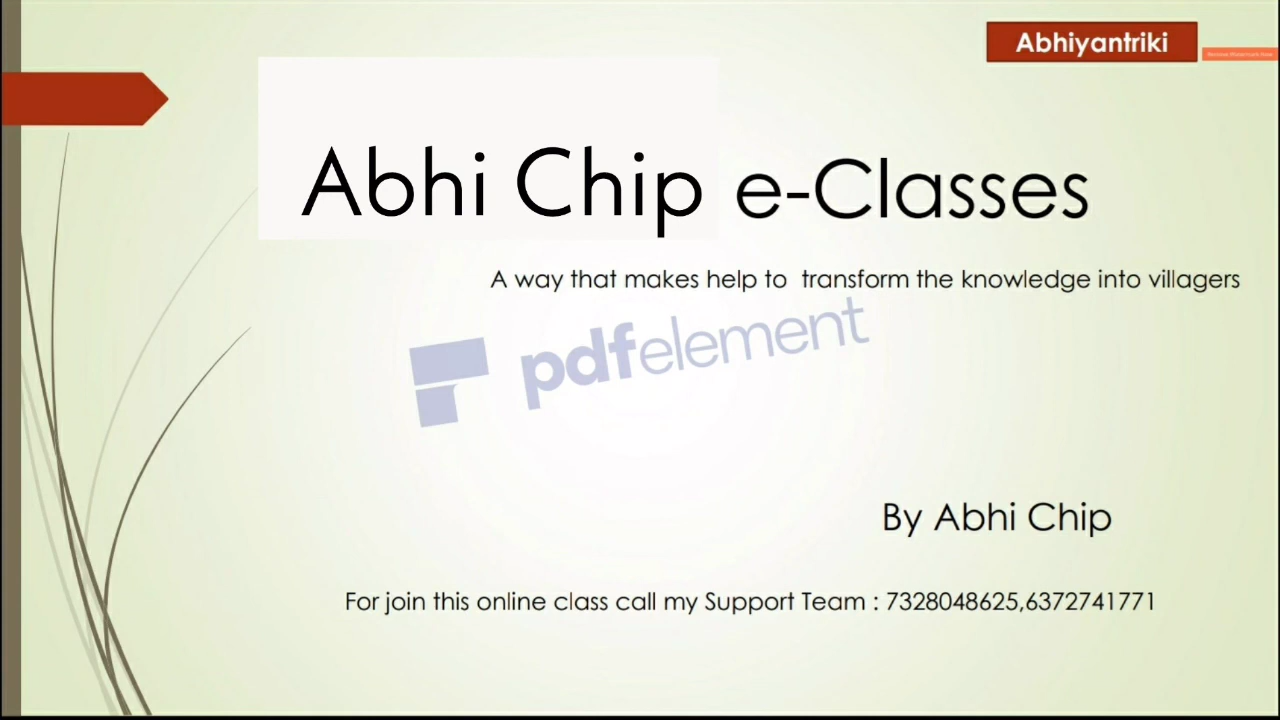 Abhiyantriki
Abhi Chip e-Classes
A way that makes help to transform the knowledge into villagers
pdfelement
By Abhi Chip
For join this online class call my Support Team : 7328048625,6372741771